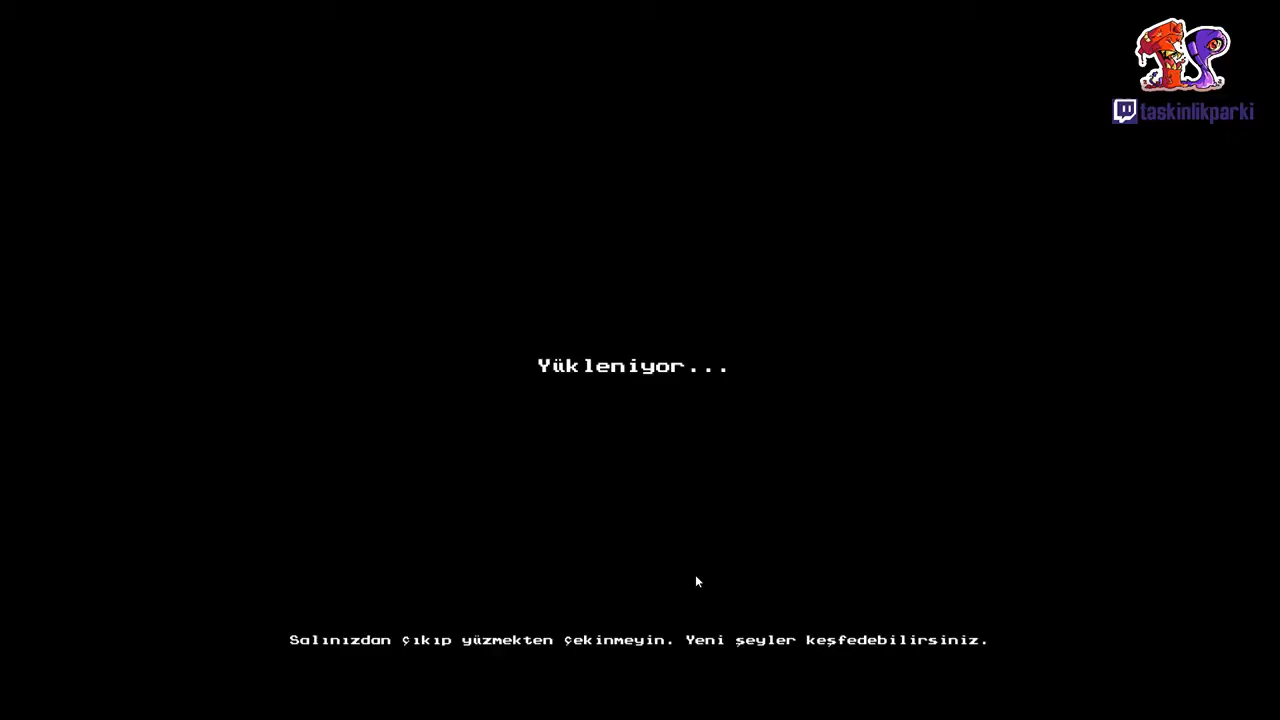 taskinlikparki
Yükleniyor...
Salınızdan çıkıp yüzmekten çekinmeyin. Yeni şeyler keşfedebilirsiniz.